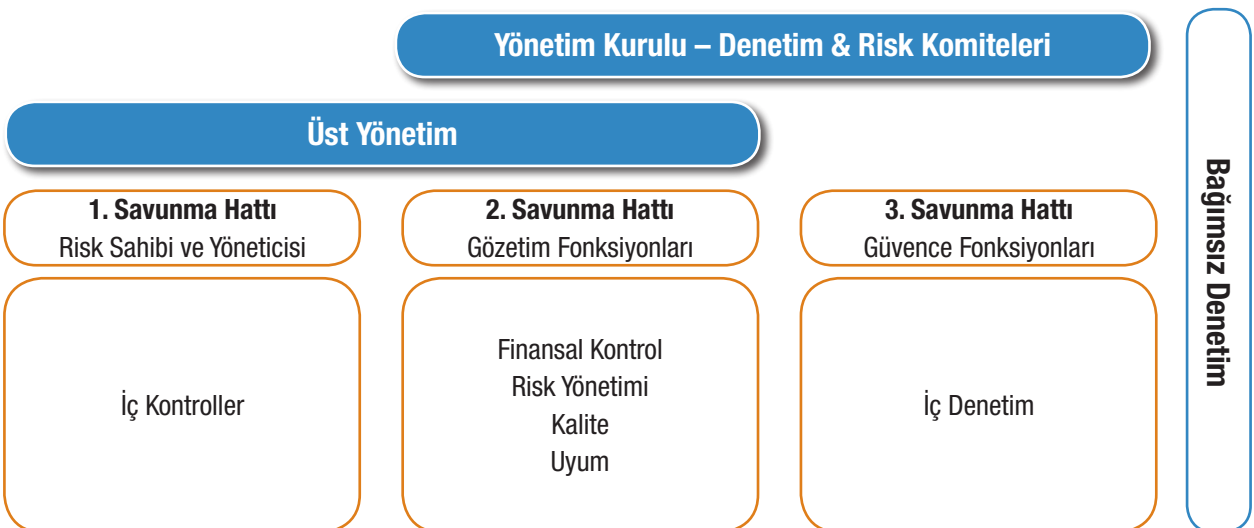 Yönetim Kurulu – Denetim & Risk Komiteleri
Üst Yönetim
1. Savunma Hattı
Risk Sahibi ve Yöneticisi
2. Savunma Hattı
Gözetim Fonksiyonları
3. Savunma Hattı
Güvence Fonksiyonları
İç Kontroller
Finansal Kontrol
Risk Yönetimi
Kalite
Uyum
İç Denetim
Bağımsız Denetim